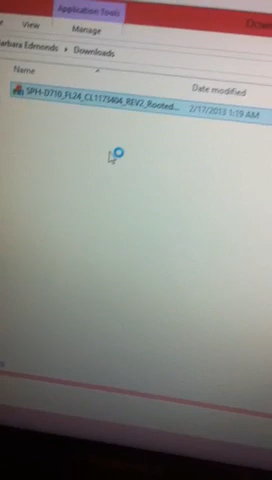 Application Tools
View
Manage
arbara Edmonds
Downloads
Name
Date modified
SPH-D710_FL24_CL1173404_REV2_Rooted...
2/17/2013 1:19 AM